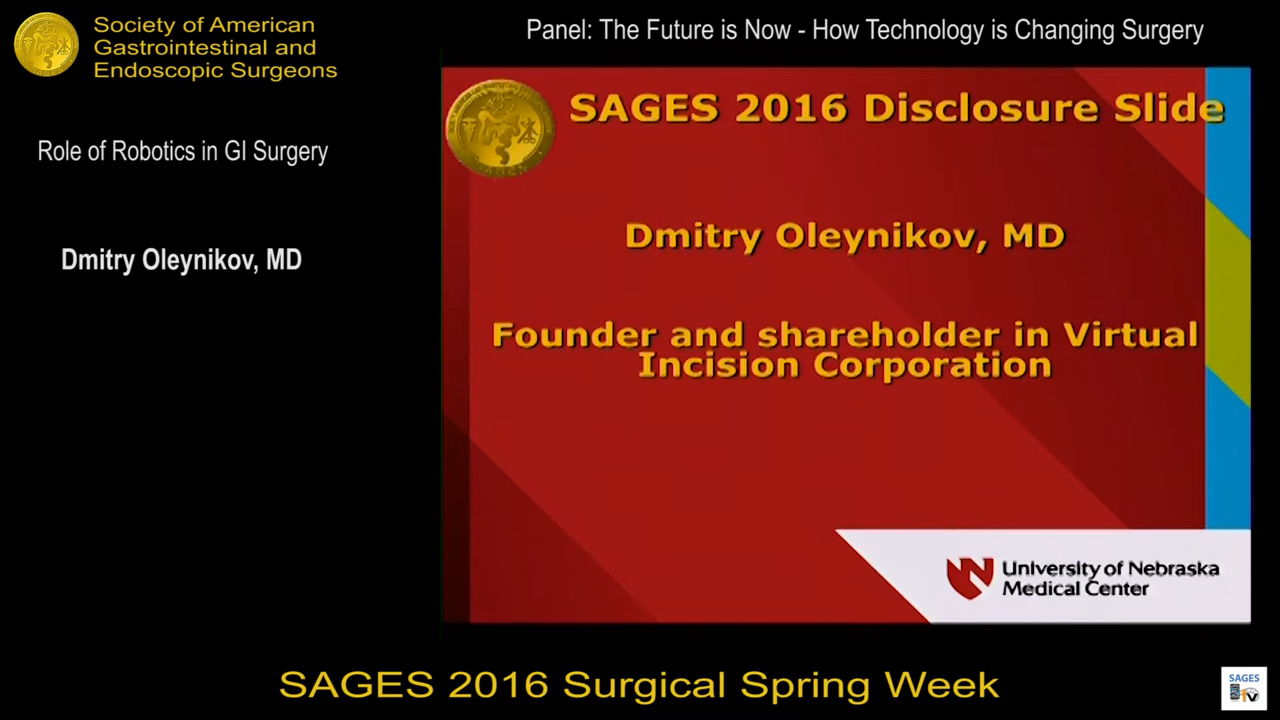 Society of American
Gastrointestinal and
Endoscopic Surgeons
Panel: The Future is Now - How Technology is Changing Surgery
Role of Robotics in GI Surgery
Dmitry Oleynikov, MD
SAGES 2016 Disclosure Slide
Dmitry Oleynikov, MD
Founder and shareholder in Virtual
Incision Corporation
University of Nebraska
Medical Center
SAGES 2016 Surgical Spring Week
SAGES
TV